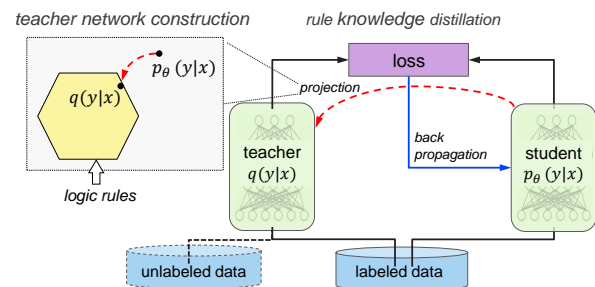 teacher network construction
rule knowledge distillation
loss
pθ(y|x)
projection
q(y|x)
teacher
q(y|x)
back
propagation
student
pθ(y|x)
logic rules
unlabeled data
labeled data